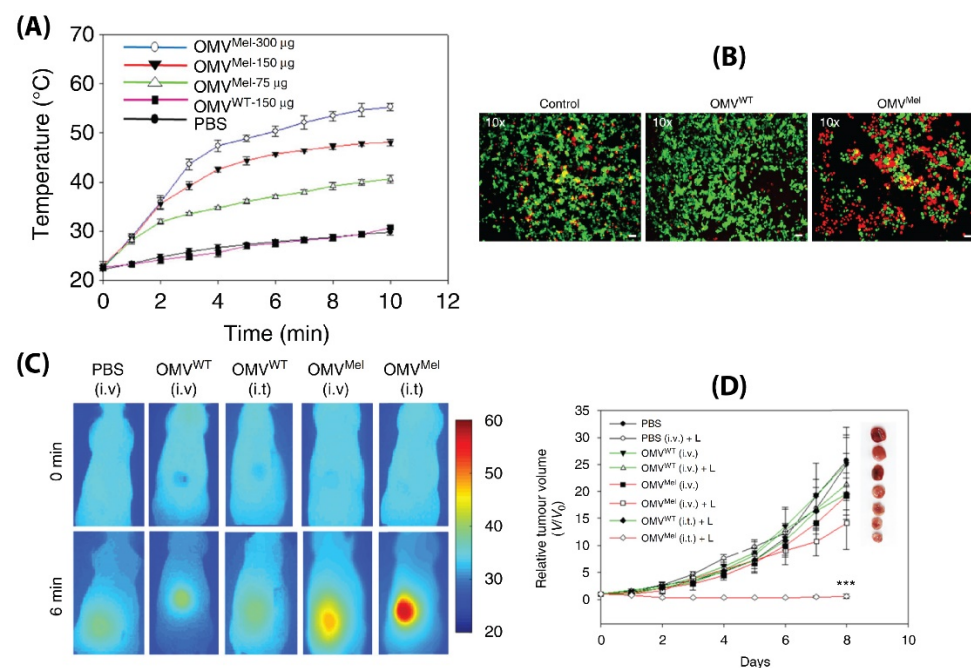 (A)
Temperature (°C)
70
60
50
40
30
20
OMV^Mel-300 µg
OMV^Mel-150 µg
OMV^Mel-75 µg
OMV^WT-150 µg
PBS
0 2 4 6 8 10 12
Time (min)
(B)
Control OMV^WT OMV^Mel
10x 10x 10x
(C)
PBS OMV^WT OMV^WT OMV^Mel OMV^Mel
(i.v) (i.v) (i.t) (i.v) (i.t)
0 min
6 min
60
50
40
30
20
(D)
Relative tumour volume
(V/V₀)
35
30
25
20
15
10
5
0
PBS
PBS (i.v.) + L
OMV^WT (i.v.)
OMV^WT (i.v.) + L
OMV^Mel (i.v.)
OMV^Mel (i.v.) + L
OMV^WT (i.t.) + L
OMV^Mel (i.t.) + L
***
0 2 4 6 8 10
Days